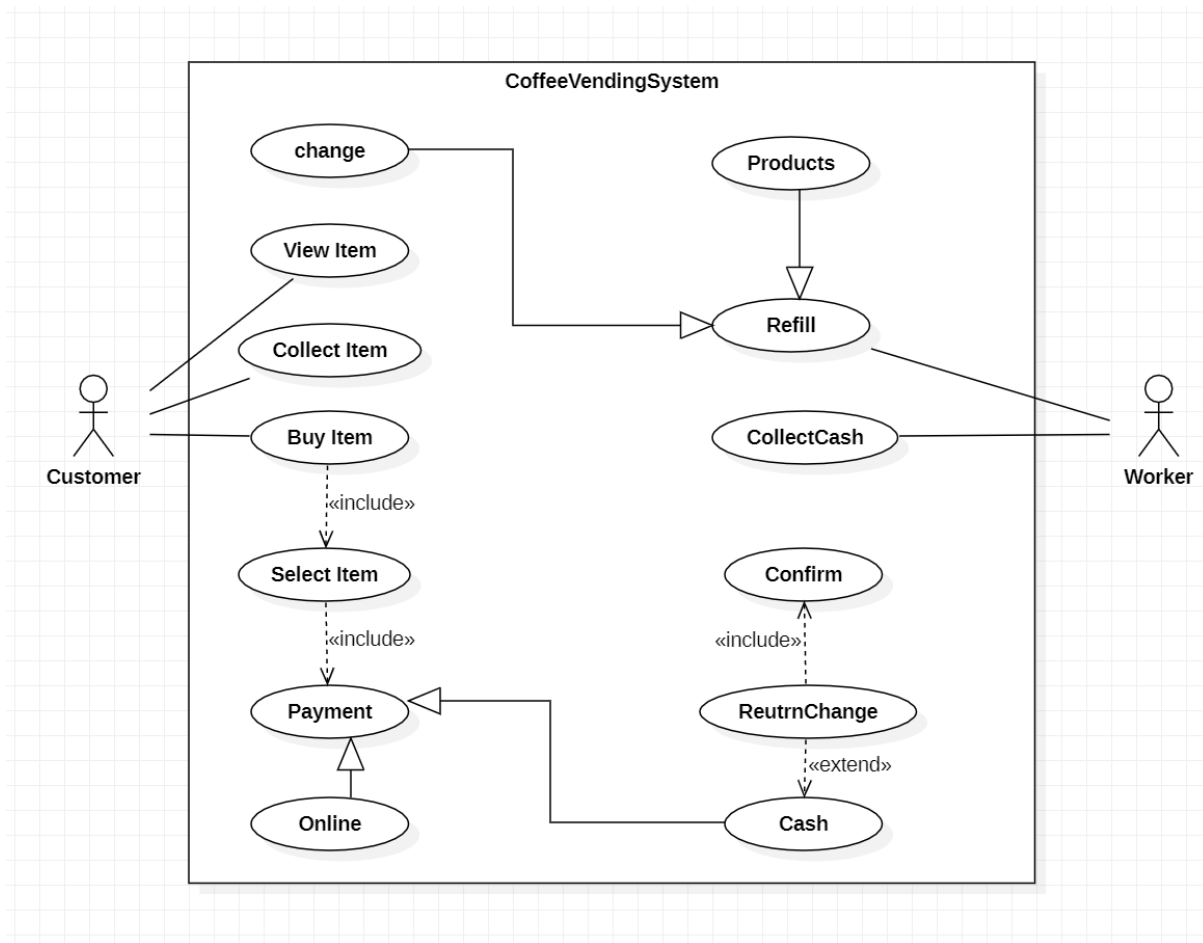 CoffeeVendingSystem
change
Products
View Item
Refill
Collect Item
Customer
Buy Item
CollectCash
Worker
«include»
Select Item
Confirm
«include»
«include»
Payment
ReutrnChange
«extend»
Online
Cash